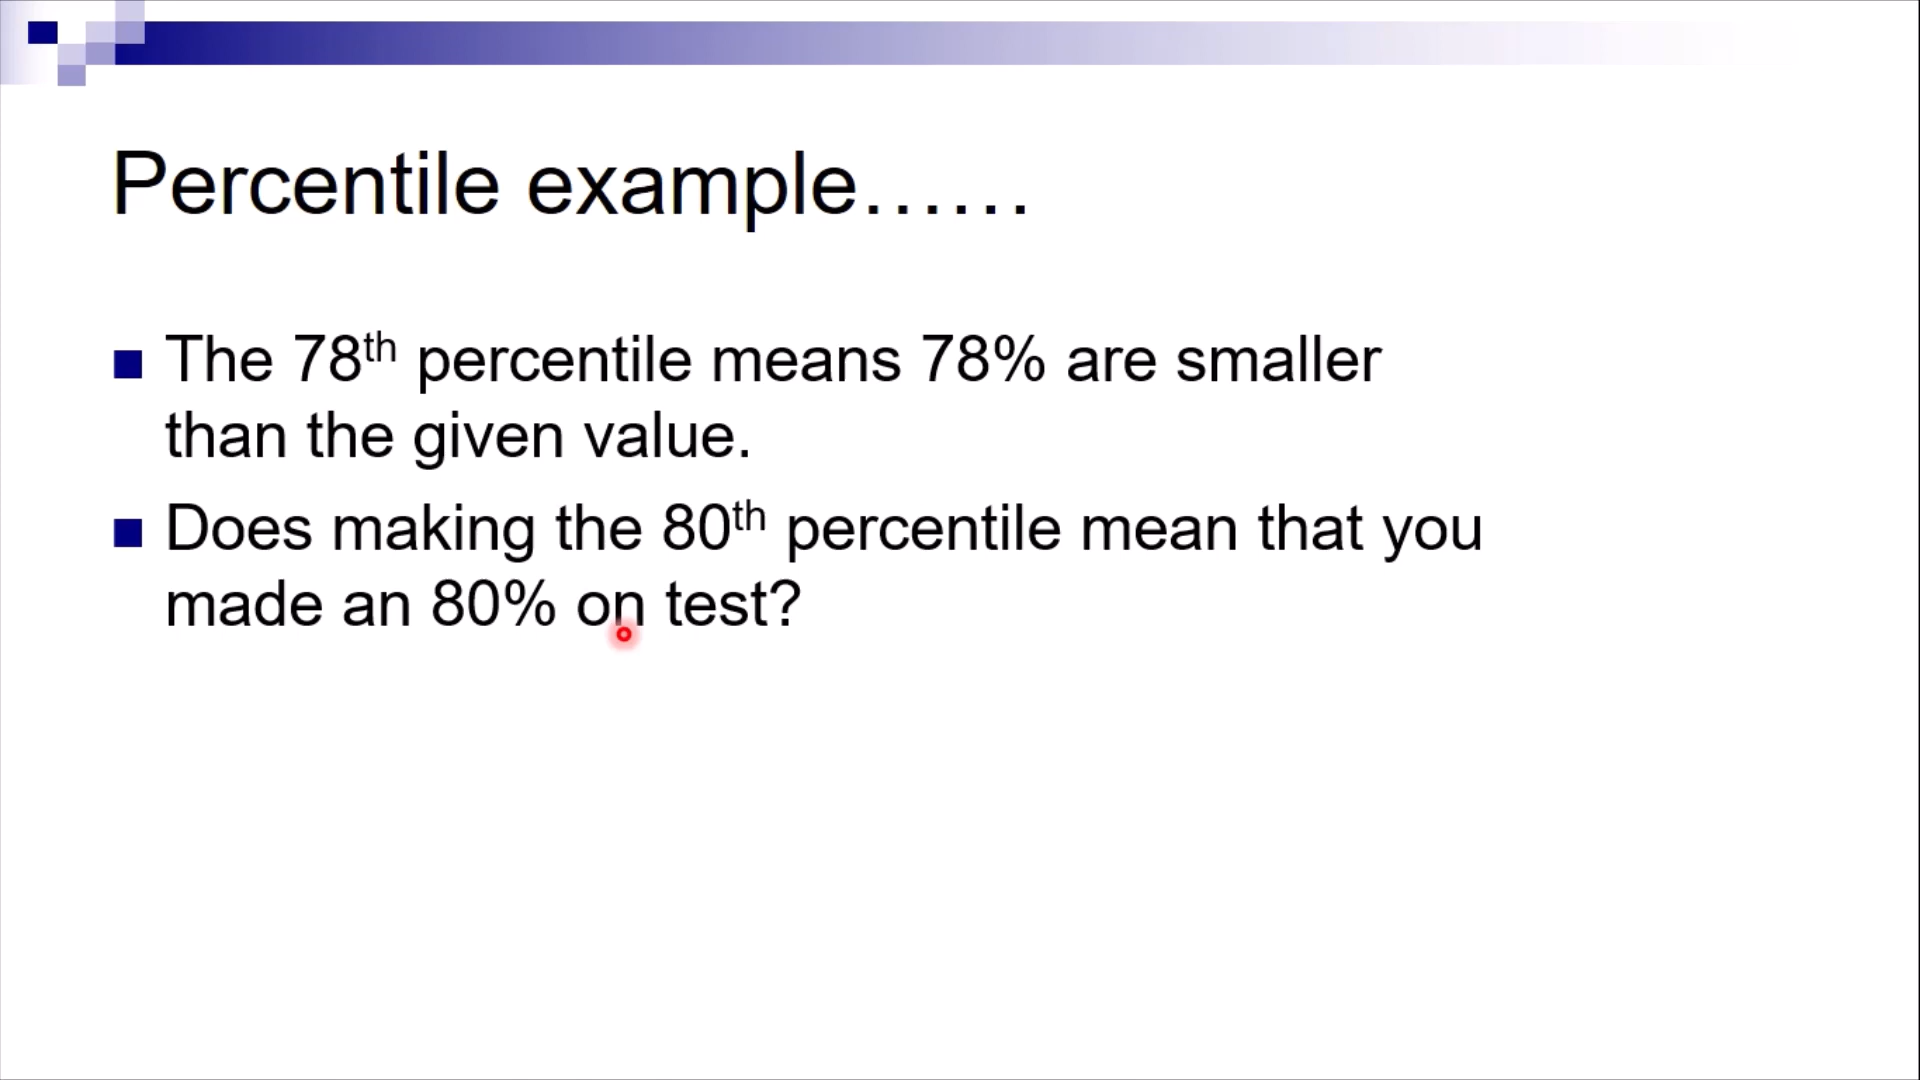 Percentile example……
The 78th percentile means 78% are smaller
than the given value.
Does making the 80th percentile mean that you
made an 80% on test?